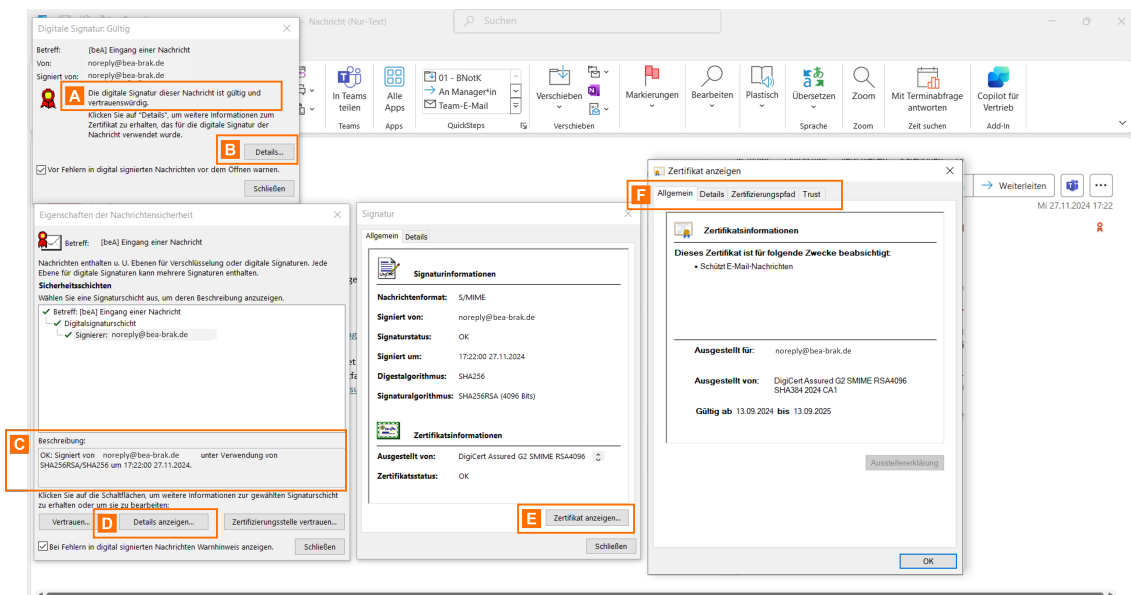 Nachricht (Nur-Text)
Suchen
Digitale Signatur: Gültig
Betreff: [beA] Eingang einer Nachricht
Von: noreply@bea-brak.de
Signiert von: noreply@bea-brak.de
A
Die digitale Signatur dieser Nachricht ist gültig und
vertrauenswürdig.
Klicken Sie auf "Details", um weitere Informationen zum
Zertifikat zu erhalten, das für die digitale Signatur der
Nachricht verwendet wurde.
B
Details...
Vor Fehlern in digital signierten Nachrichten vor dem Öffnen warnen.
Schließen
In Teams
teilen
Teams
Alle
Apps
Apps
01 -
BNotK
An Manager*in
Team-E-Mail
QuickSteps
Verschieben
Verschieben
Markierungen
Bearbeiten
Plastisch
Übersetzen
Sprache
Zoom
Zoom
Mit Terminabfrage
antworten
Zeit suchen
Copilot für
Vertrieb
Add-In
Weiterleiten
Mi 27.11.2024 17:22
Eigenschaften der Nachrichtensicherheit
Betreff: [beA] Eingang einer Nachricht
Nachrichten enthalten u. U. Ebenen für Verschlüsselung oder digitale Signaturen. Jede
Ebene für digitale Signaturen kann mehrere Signaturen enthalten.
Sicherheitsschichten
Wählen Sie eine Signaturschicht aus, um deren Beschreibung anzuzeigen.
Betreff: [beA] Eingang einer Nachricht
Digitalsignaturschicht
Signierer: noreply@bea-brak.de
C
Beschreibung:
OK: Signiert von noreply@bea-brak.de unter Verwendung von
SHA256RSA/SHA256 um 17:22:00 27.11.2024.
Klicken Sie auf die Schaltflächen, um weitere Informationen zur gewählten Signaturschicht
zu erhalten oder um sie zu bearbeiten:
Vertrauen...
D
Details anzeigen...
Zertifizierungsstelle vertrauen...
Bei Fehlern in digital signierten Nachrichten Warnhinweis anzeigen.
Schließen
Signatur
Allgemein Details
Signaturinformationen
Nachrichtenformat: S/MIME
Signiert von: noreply@bea-brak.de
Signaturstatus: OK
Signiert um: 17:22:00 27.11.2024
Digestalgorithmus: SHA256
Signaturalgorithmus: SHA256RSA (4096 Bits)
Zertifikatsinformationen
Ausgestellt von: DigiCert Assured G2 SMIME RSA4096
Zertifikatsstatus: OK
E
Zertifikat anzeigen...
Schließen
Zertifikat anzeigen
F
Allgemein Details Zertifizierungspfad Trust
Zertifikatsinformationen
Dieses Zertifikat ist für folgende Zwecke beabsichtigt:
• Schützt E-Mail-Nachrichten
Ausgestellt für: noreply@bea-brak.de
Ausgestellt von: DigiCert Assured G2 SMIME RSA4096
SHA384 2024 CA1
Gültig ab 13.09.2024 bis 13.09.2025
Ausstellererklärung
OK